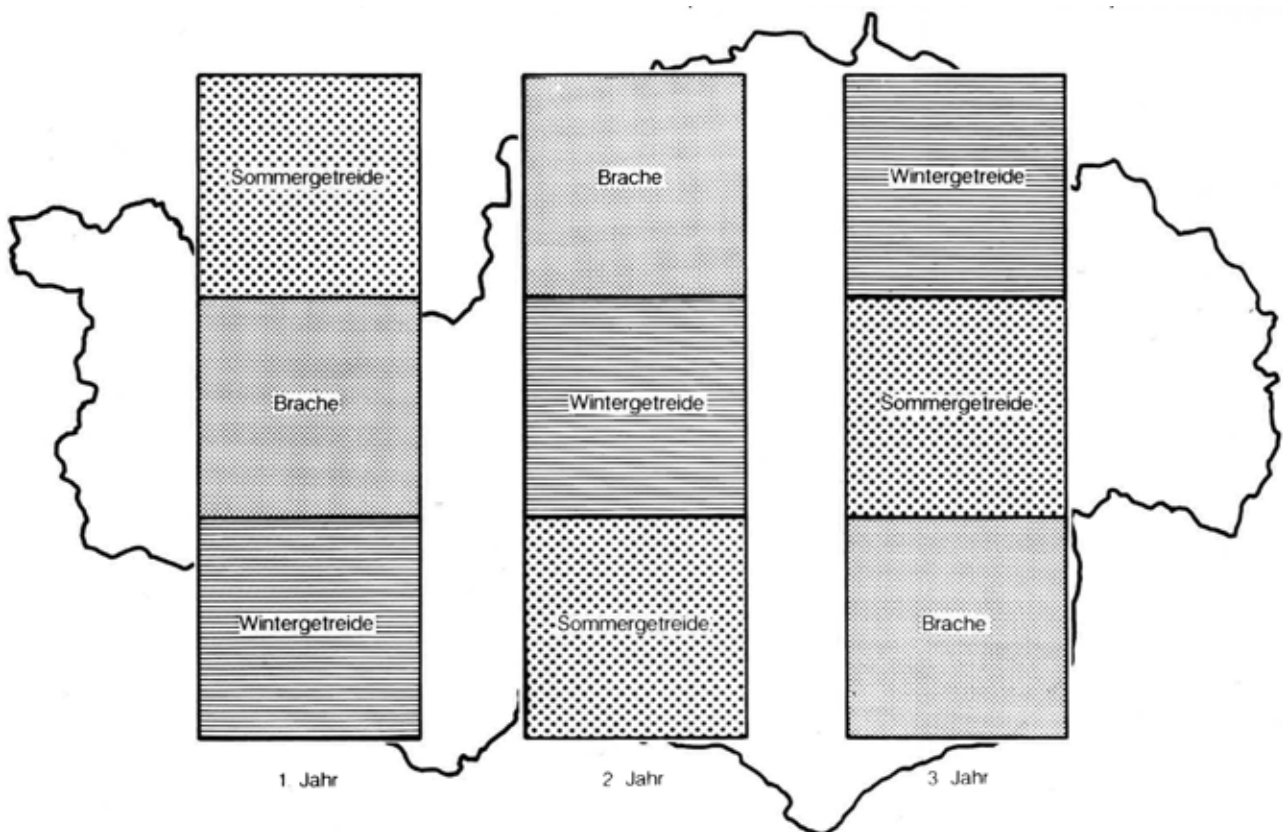 Sommergetreide
Brache
Wintergetreide
1. Jahr
Brache
Wintergetreide
Sommergetreide
2 Jahr
Wintergetreide
Sommergetreide
Brache
3 Jahr